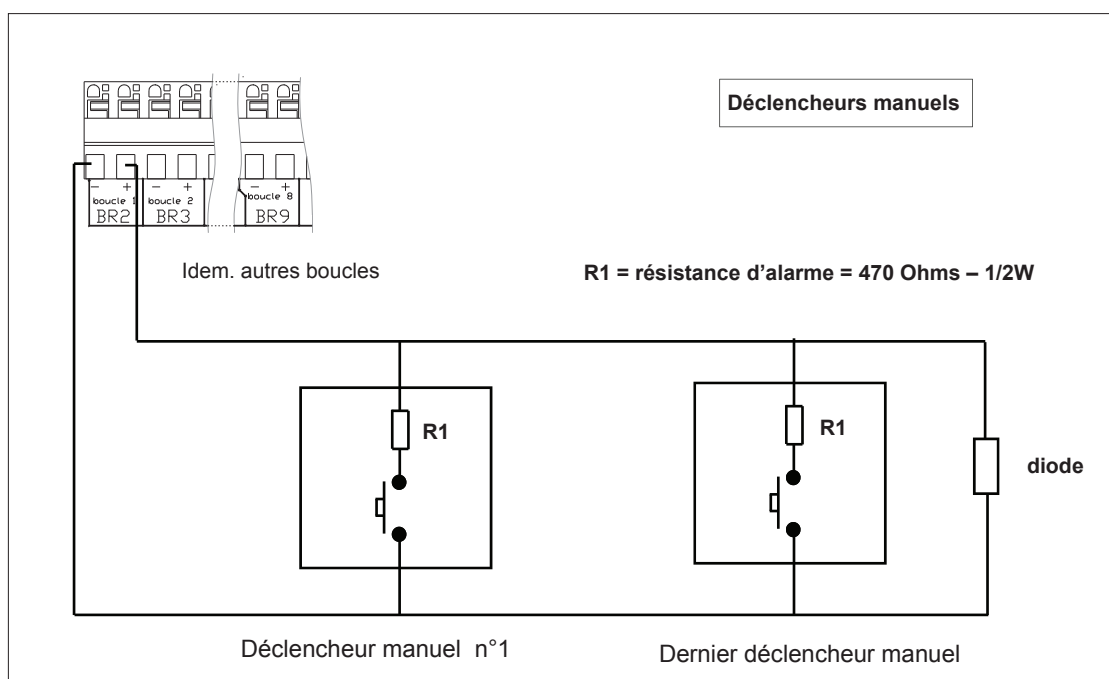 Déclencheurs manuels
- + - + - +
boucle 1 boucle 2 boucle 8
BR2 BR3 BR9
Idem. autres boucles
R1 = résistance d'alarme = 470 Ohms – 1/2W
R1 R1
diode
Déclencheur manuel n°1
Dernier déclencheur manuel